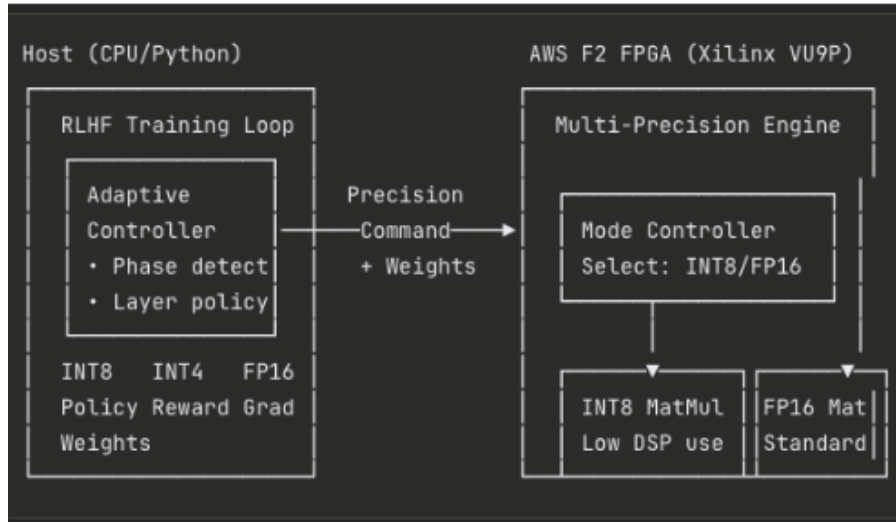 Host (CPU/Python)
AWS F2 FPGA (Xilinx VU9P)
RLHF Training Loop
Adaptive
Controller
• Phase detect
• Layer policy
INT8 INT4 FP16
Policy Reward Grad
Weights
Precision
Command
+ Weights
Multi-Precision Engine
Mode Controller
Select: INT8/FP16
INT8 MatMul
Low DSP use
FP16 Mat
Standard